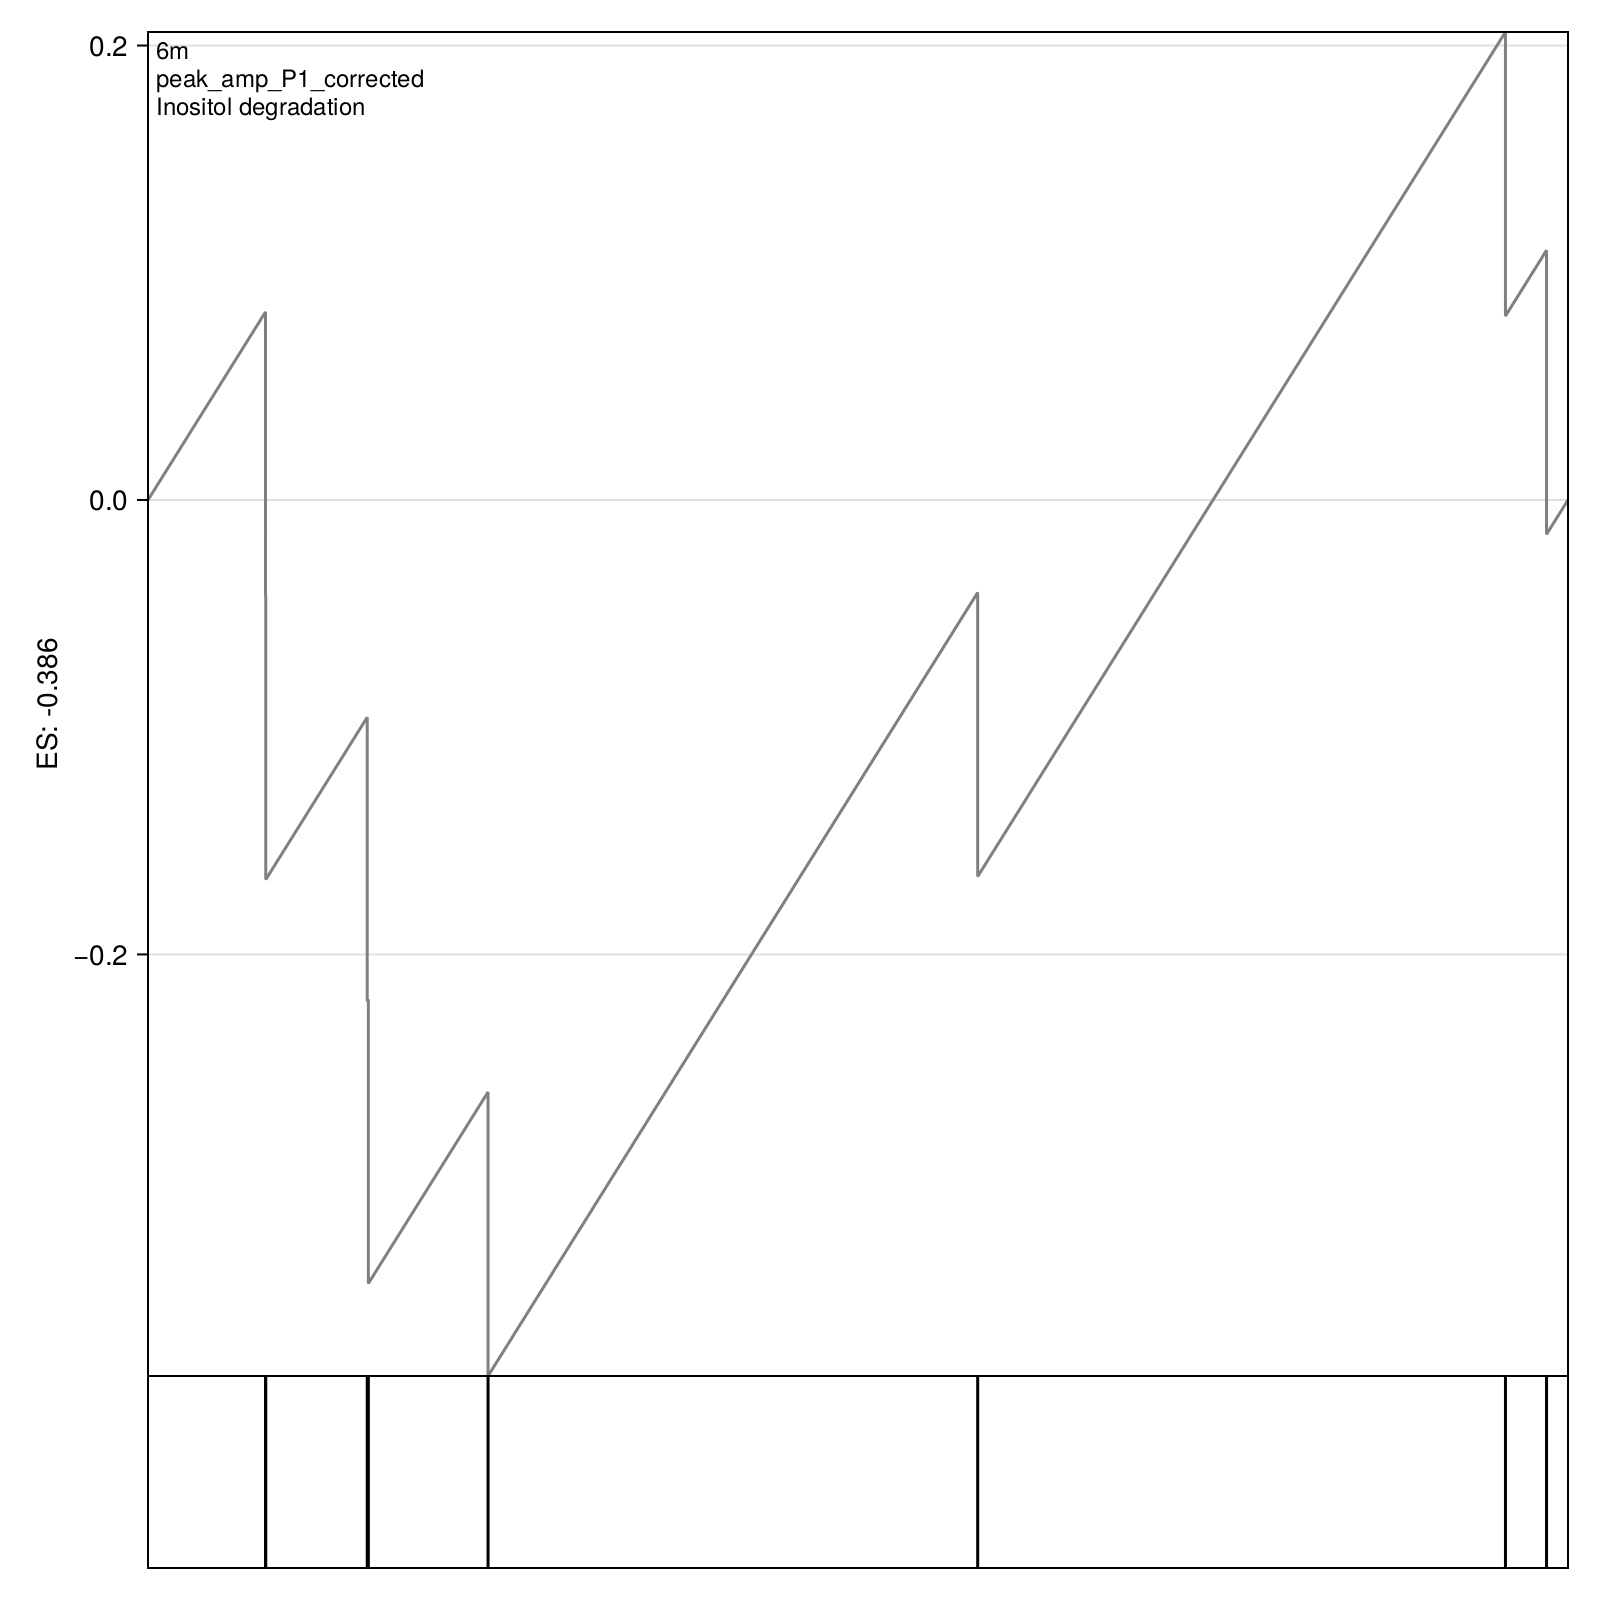 0.2
6m
peak_amp_P1_corrected
Inositol degradation
0.0
ES: -0.386
−0.2